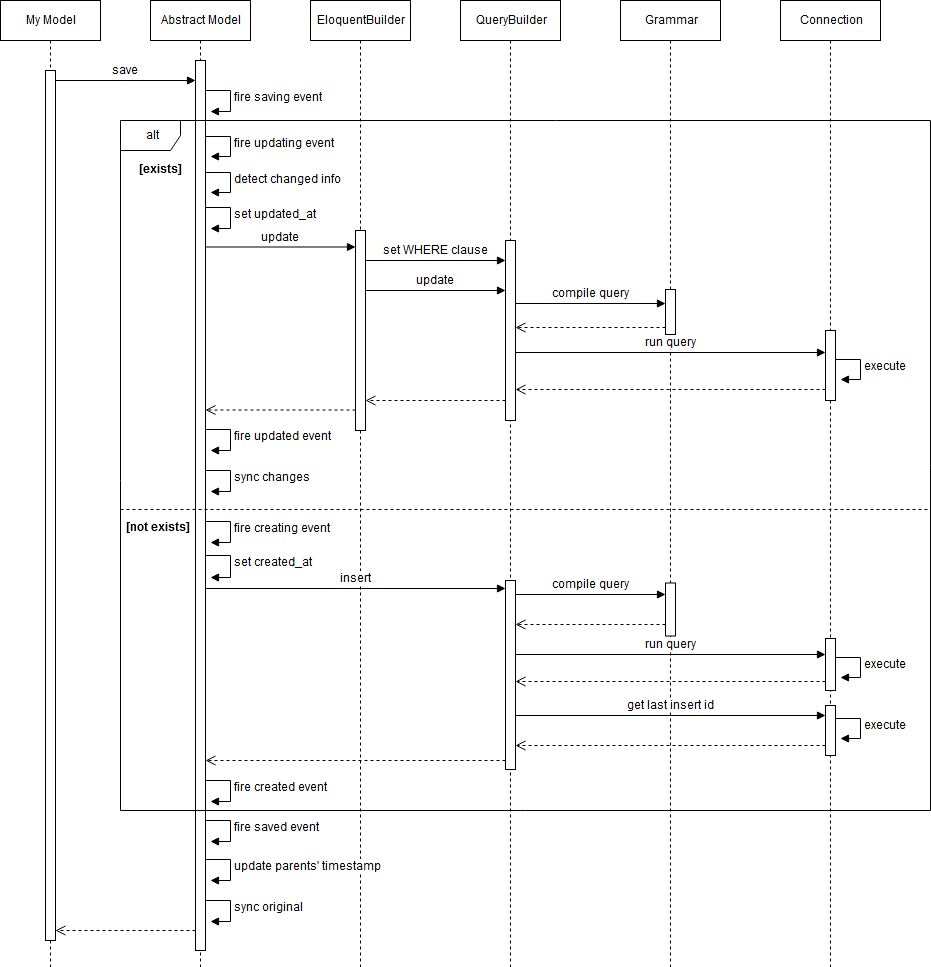 My Model
Abstract Model
EloquentBuilder
QueryBuilder
Grammar
Connection
save
fire saving event
alt
[exists]
fire updating event
detect changed info
set updated_at
update
set WHERE clause
update
compile query
run query
execute
fire updated event
sync changes
[not exists]
fire creating event
set created_at
insert
compile query
run query
execute
get last insert id
execute
fire created event
fire saved event
update parents' timestamp
sync original